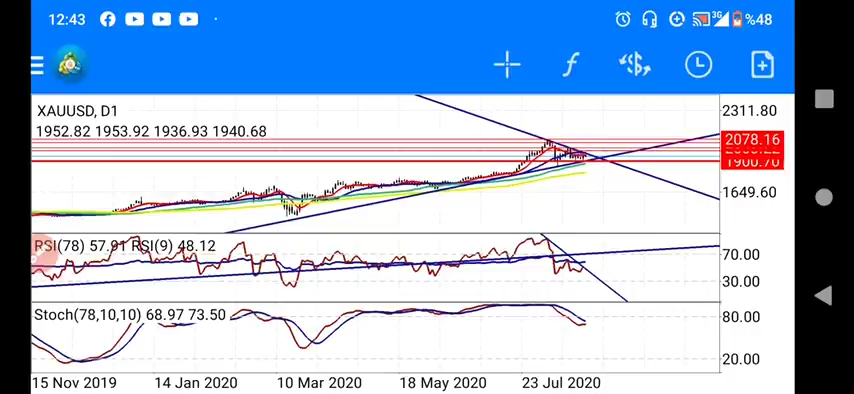 12:43
3G
%48
XAUUSD, D1
1952.82 1953.92 1936.93 1940.68
2311.80
2078.16
1900.70
1649.60
RSI(78) 57.91 RSI(9) 48.12
70.00
30.00
Stoch(78,10,10) 68.97 73.50
80.00
20.00
15 Nov 2019 14 Jan 2020 10 Mar 2020 18 May 2020 23 Jul 2020